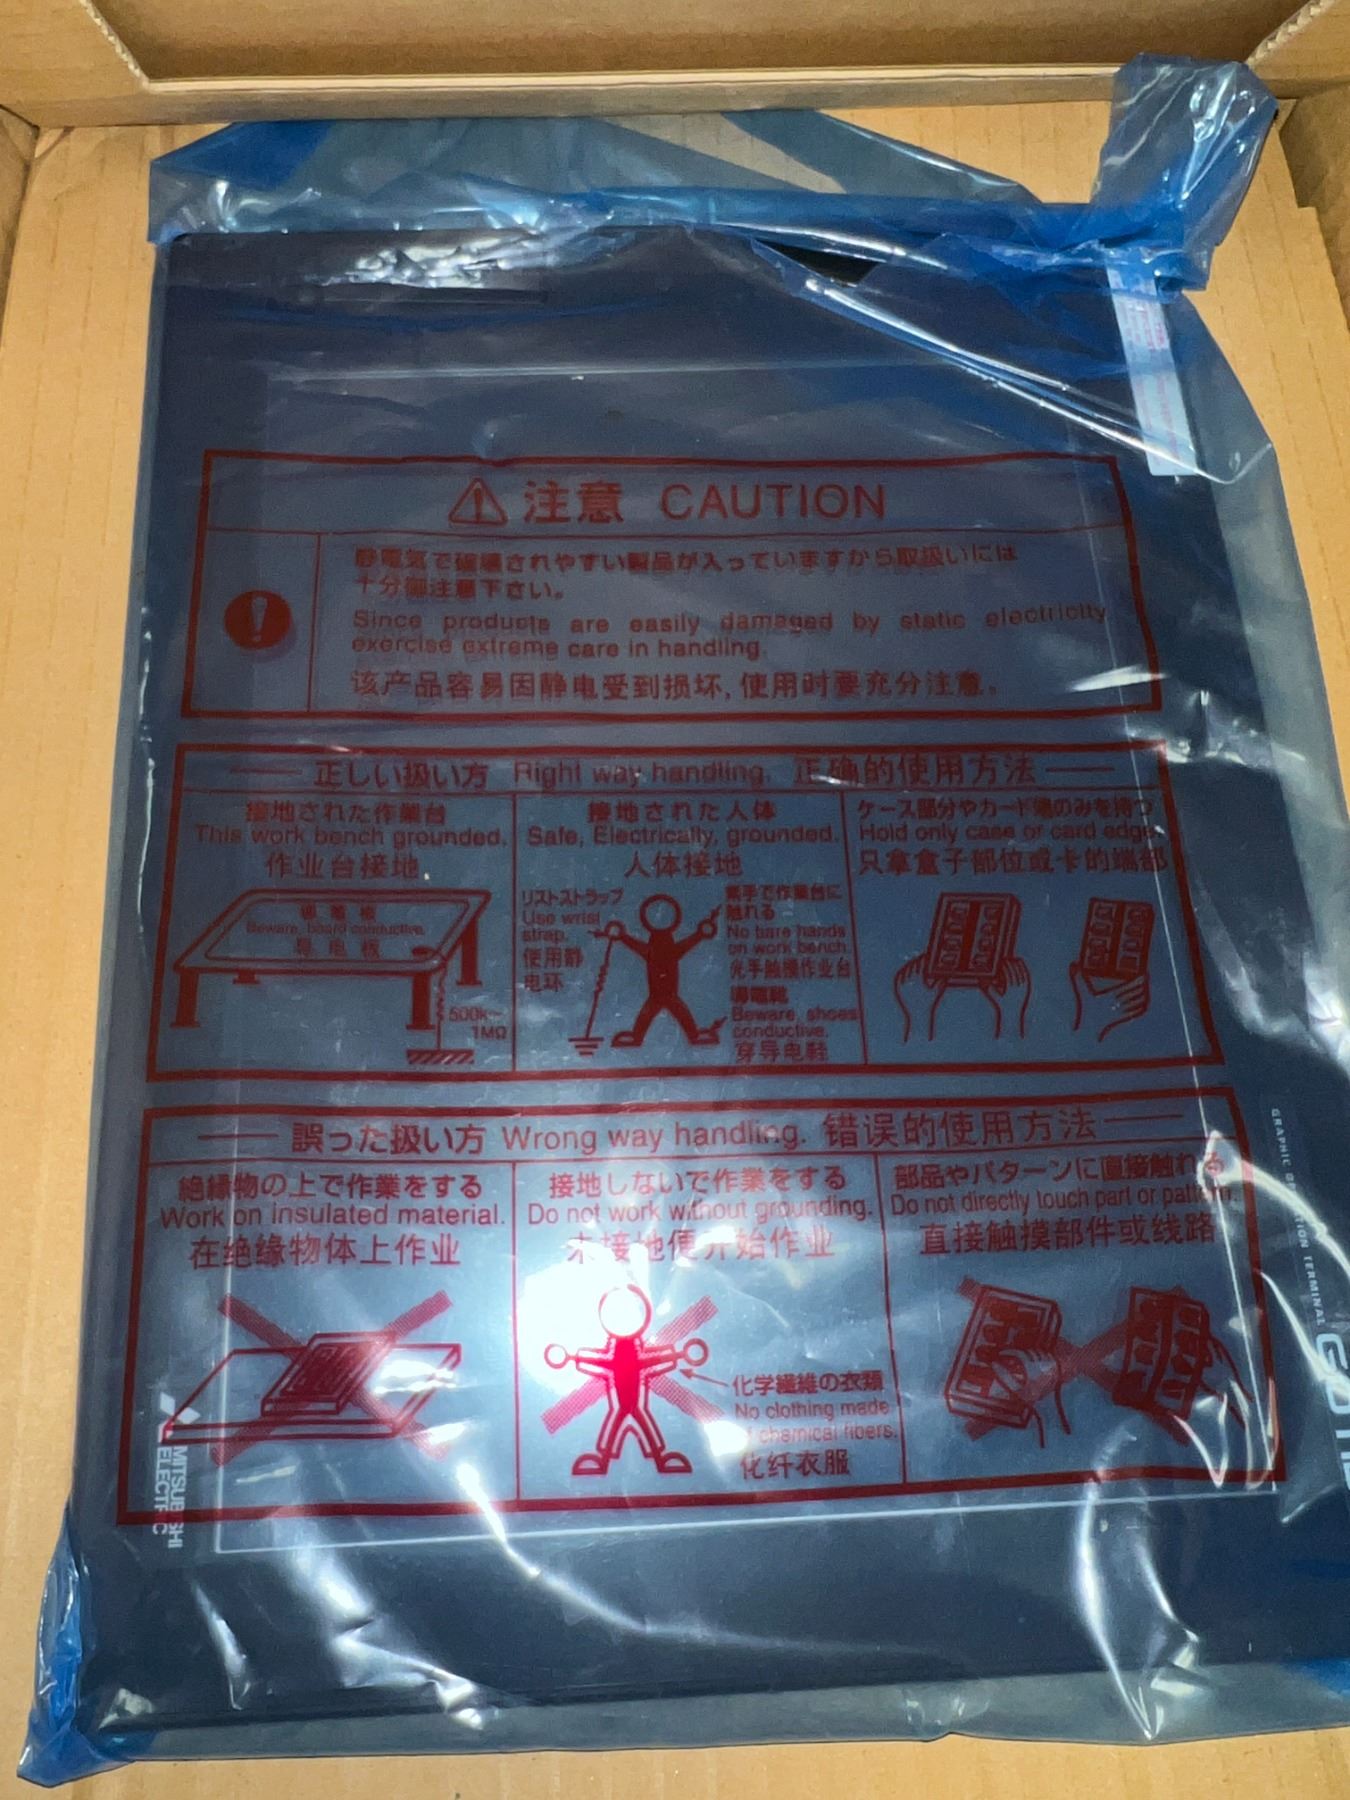 注意 CAUTION
静電気で破壊されやすい製品が入っていますから取扱いには
十分御注意下さい。
Since products are easily damaged by static electricity
exercise extreme care in handling.
该产品容易因静电受到损坏,使用时要充分注意。
正しい扱い方 Right way handling. 正确的使用方法
接地された作業台
This work bench grounded.
作业台接地
導電板
Beware, board conductive.
导电板
500k~
1MΩ
接地された人体
Safe, Electrically, grounded.
人体接地
リストストラップ
Use wrist
strap.
使用静
电环
素手で作業台に
触れる
No bare hands
on work bench.
光手触摸作业台
導電靴
Beware, shoes
conductive.
穿导电鞋
ケース部分やカード端のみを持つ
Hold only case or card edge.
只拿盒子部位或卡的端部
誤った扱い方 Wrong way handling. 错误的使用方法
絶縁物の上で作業をする
Work on insulated material.
在绝缘物体上作业
接地しないで作業をする
Do not work without grounding.
未接地便开始作业
化学繊維の衣類
No clothing made
of chemical fibers.
化纤衣服
部品やパターンに直接触れる
Do not directly touch part or pattern.
直接触摸部件或线路
MITSUBISHI
ELECTRIC
GRAPHIC OPERATION TERMINAL